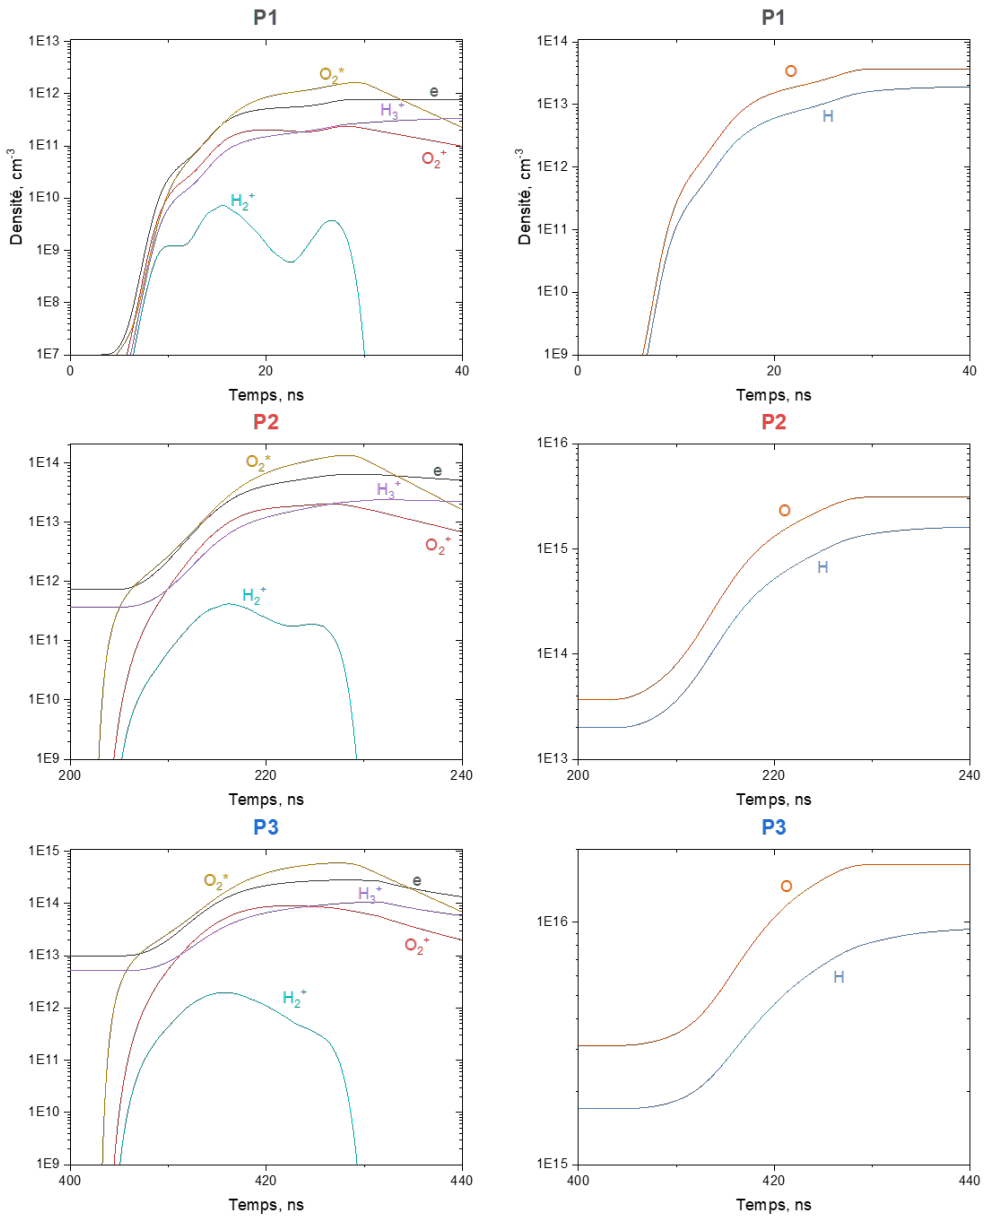 P1
1E13
1E12
1E11
1E10
1E9
1E8
1E7
Densité, cm⁻³
O₂*
e
H₃⁺
O₂⁺
H₂⁺
0
20
40
Temps, ns
P1
1E14
1E13
1E12
1E11
1E10
1E9
Densité, cm⁻³
O
H
0
20
40
Temps, ns
P2
1E14
1E13
1E12
1E11
1E10
1E9
O₂*
e
H₃⁺
O₂⁺
H₂⁺
200
220
240
Temps, ns
P2
1E16
1E15
1E14
1E13
O
H
200
220
240
Temps, ns
P3
1E15
1E14
1E13
1E12
1E11
1E10
1E9
O₂*
e
H₃⁺
O₂⁺
H₂⁺
400
420
440
Temps, ns
P3
1E16
1E15
O
H
400
420
440
Temps, ns